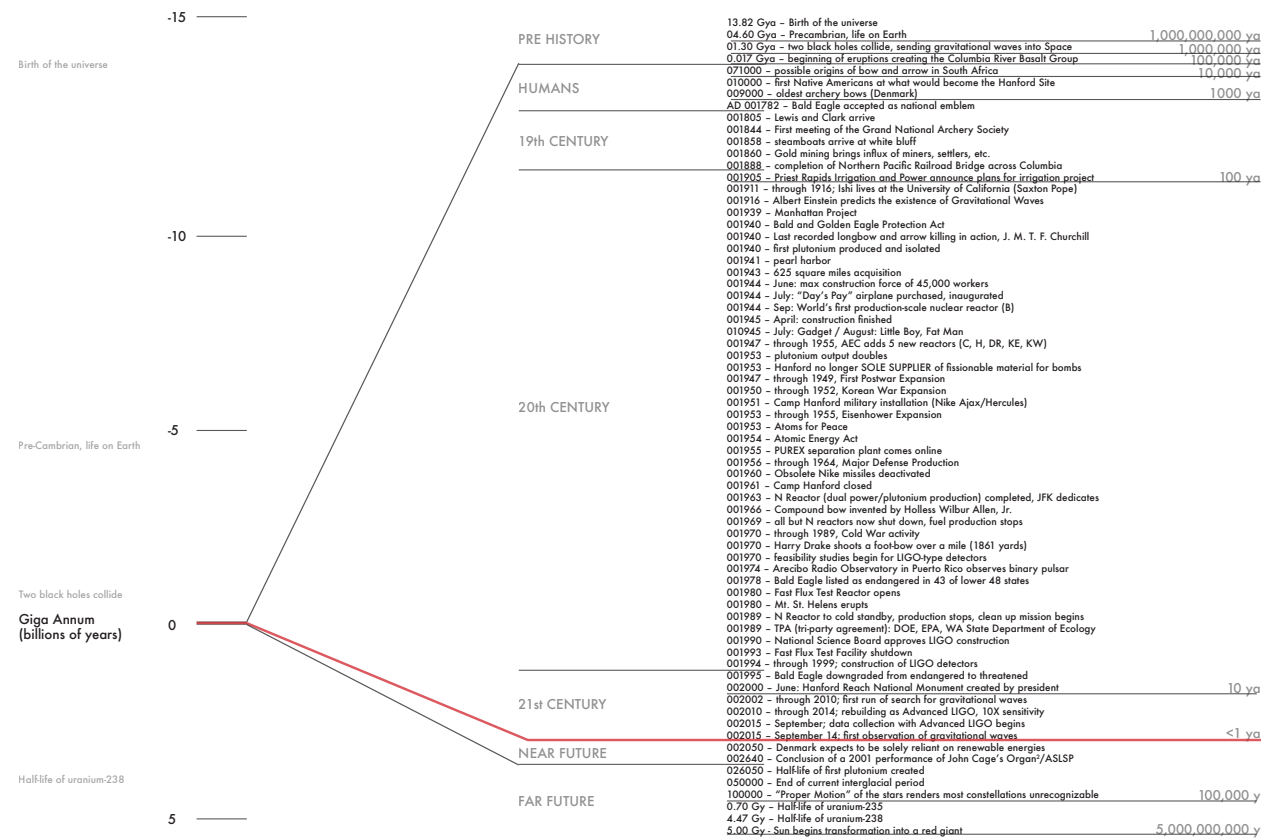 -15
Birth of the universe
-10
-5
Pre-Cambrian, life on Earth
Two black holes collide
Giga Annum
(billions of years)
0
Half-life of uranium-238
5
PRE HISTORY
HUMANS
19th CENTURY
20th CENTURY
21st CENTURY
NEAR FUTURE
FAR FUTURE
13.82 Gya – Birth of the universe
04.60 Gya – Precambrian, life on Earth
01.30 Gya – two black holes collide, sending gravitational waves into Space
0.017 Gya – beginning of eruptions creating the Columbia River Basalt Group
071000 – possible origins of bow and arrow in South Africa
010000 – first Native Americans at what would become the Hanford Site
009000 – oldest archery bows (Denmark)
AD 001782 – Bald Eagle accepted as national emblem
001805 – Lewis and Clark arrive
001844 – First meeting of the Grand National Archery Society
001858 – steamboats arrive at white bluff
001860 – Gold mining brings influx of miners, settlers, etc.
001888 – completion of Northern Pacific Railroad Bridge across Columbia
001905 – Priest Rapids Irrigation and Power announce plans for irrigation project
001911 – through 1916; Ishi lives at the University of California (Saxton Pope)
001916 – Albert Einstein predicts the existence of Gravitational Waves
001939 – Manhattan Project
001940 – Bald and Golden Eagle Protection Act
001940 – Last recorded longbow and arrow killing in action, J. M. T. F. Churchill
001940 – first plutonium produced and isolated
001941 – pearl harbor
001943 – 625 square miles acquisition
001944 – June: max construction force of 45,000 workers
001944 – July: “Day’s Pay” airplane purchased, inaugurated
001944 – Sep: World’s first production-scale nuclear reactor (B)
001945 – April: construction finished
010945 – July: Gadget / August: Little Boy, Fat Man
001947 – through 1955, AEC adds 5 new reactors (C, H, DR, KE, KW)
001953 – plutonium output doubles
001953 – Hanford no longer SOLE SUPPLIER of fissionable material for bombs
001947 – through 1949, First Postwar Expansion
001950 – through 1952, Korean War Expansion
001951 – Camp Hanford military installation (Nike Ajax/Hercules)
001953 – through 1955, Eisenhower Expansion
001953 – Atoms for Peace
001954 – Atomic Energy Act
001955 – PUREX separation plant comes online
001956 – through 1964, Major Defense Production
001960 – Obsolete Nike missiles deactivated
001961 – Camp Hanford closed
001963 – N Reactor (dual power/plutonium production) completed, JFK dedicates
001966 – Compound bow invented by Holless Wilbur Allen, Jr.
001969 – all but N reactors now shut down, fuel production stops
001970 – through 1989, Cold War activity
001970 – Harry Drake shoots a foot-bow over a mile (1861 yards)
001970 – feasibility studies begin for LIGO-type detectors
001974 – Arecibo Radio Observatory in Puerto Rico observes binary pulsar
001978 – Bald Eagle listed as endangered in 43 of lower 48 states
001980 – Fast Flux Test Reactor opens
001980 – Mt. St. Helens erupts
001989 – N Reactor to cold standby, production stops, clean up mission begins
001989 – TPA (tri-party agreement): DOE, EPA, WA State Department of Ecology
001990 – National Science Board approves LIGO construction
001993 – Fast Flux Test Facility shutdown
001994 – through 1999; construction of LIGO detectors
001995 – Bald Eagle downgraded from endangered to threatened
002000 – June: Hanford Reach National Monument created by president
002002 – through 2010; first run of search for gravitational waves
002010 – through 2014; rebuilding as Advanced LIGO, 10X sensitivity
002015 – September; data collection with Advanced LIGO begins
002015 – September 14; first observation of gravitational waves
002050 – Denmark expects to be solely reliant on renewable energies
002640 – Conclusion of a 2001 performance of John Cage’s Organ²/ASLSP
026050 – Half-life of first plutonium created
050000 – End of current interglacial period
100000 – “Proper Motion” of the stars renders most constellations unrecognizable
0.70 Gy – Half-life of uranium-235
4.47 Gy – Half-life of uranium-238
5.00 Gy - Sun begins transformation into a red giant
1,000,000,000 ya
1,000,000 ya
100,000 ya
10,000 ya
1000 ya
100 ya
10 ya
<1 ya
100,000 y
5,000,000,000 y